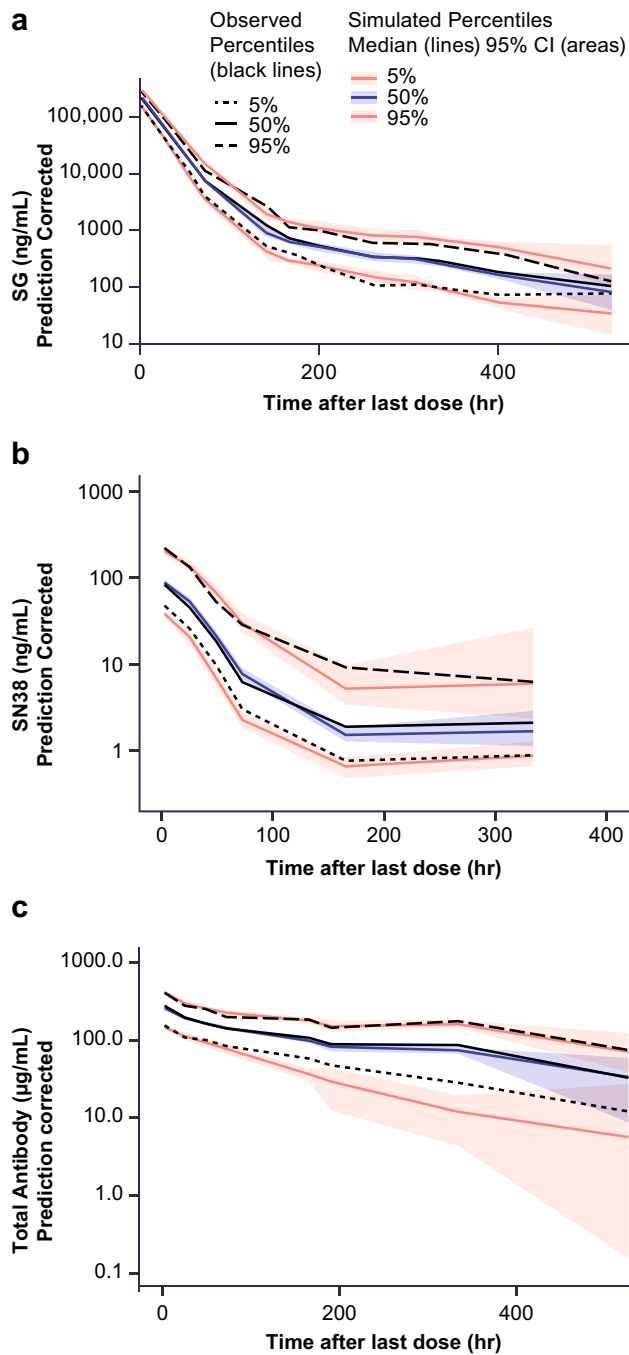 a
Observed
Percentiles
(black lines)
5%
50%
95%
Simulated Percentiles
Median (lines) 95% CI (areas)
5%
50%
95%
SG (ng/mL)
Prediction Corrected
100,000
10,000
1000
100
10
0
200
400
Time after last dose (hr)
b
SN38 (ng/mL)
Prediction Corrected
1000
100
10
1
0
100
200
300
400
Time after last dose (hr)
c
Total Antibody (µg/mL)
Prediction corrected
1000.0
100.0
10.0
1.0
0.1
0
200
400
Time after last dose (hr)